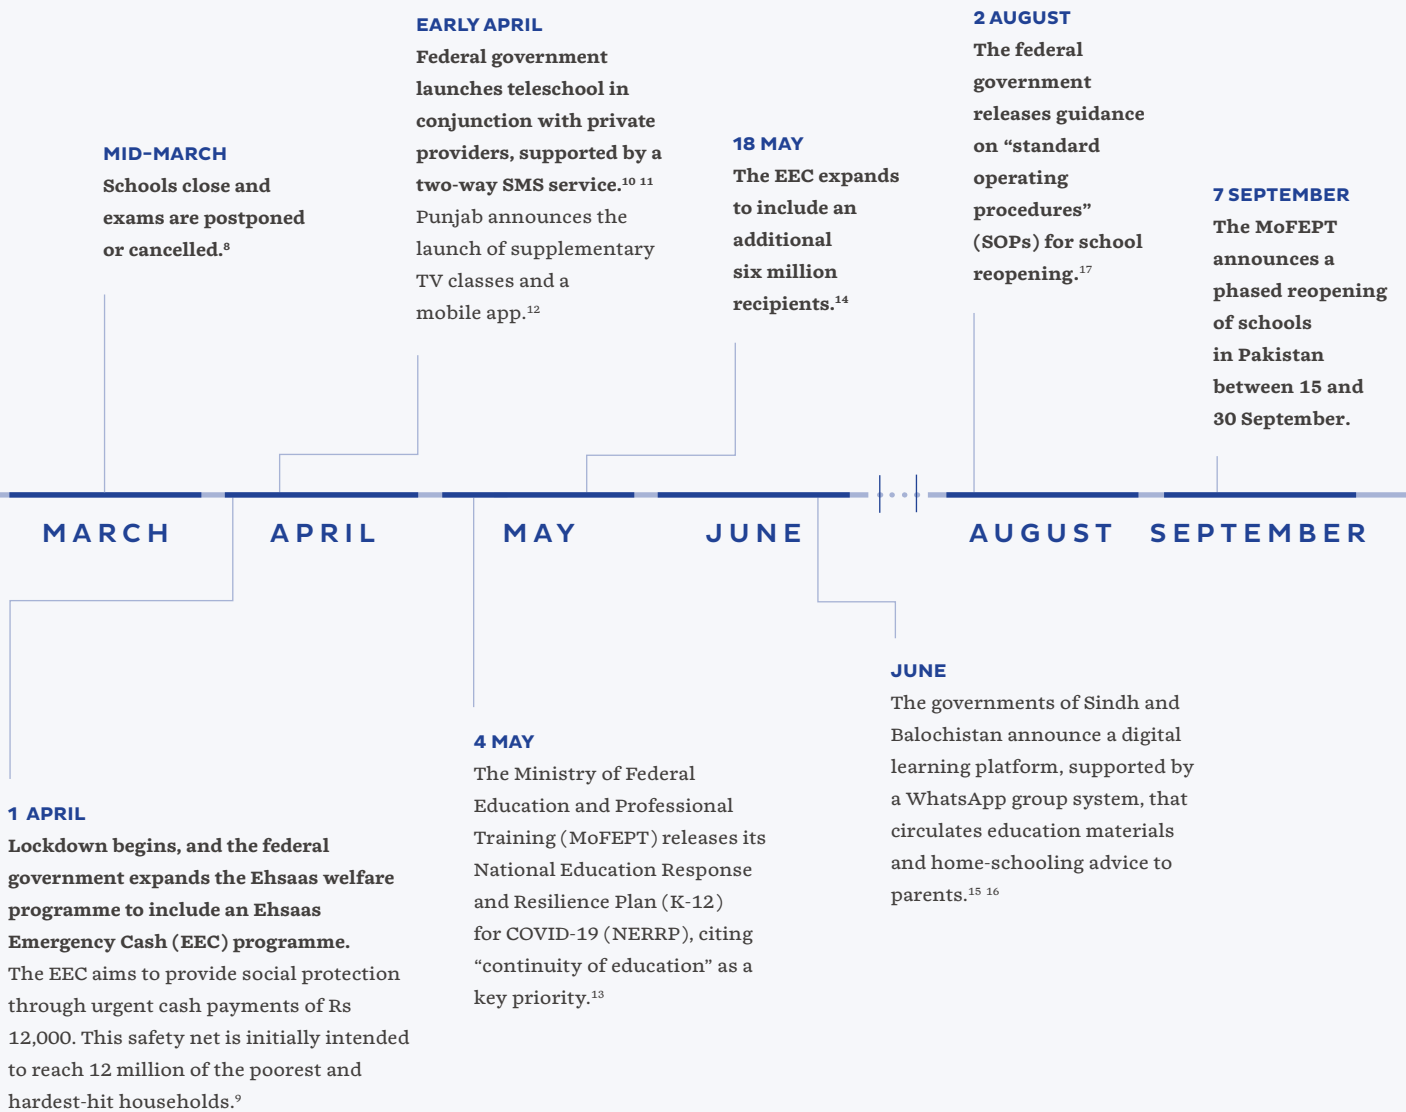 MID-MARCH
Schools close and
exams are postponed
or cancelled.⁸
EARLY APRIL
Federal government
launches teleschool in
conjunction with private
providers, supported by a
two-way SMS service.¹⁰ ¹¹
Punjab announces the
launch of supplementary
TV classes and a
mobile app.¹²
18 MAY
The EEC expands
to include an
additional
six million
recipients.¹⁴
2 AUGUST
The federal
government
releases guidance
on “standard
operating
procedures”
(SOPs) for school
reopening.¹⁷
7 SEPTEMBER
The MoFEPT
announces a
phased reopening
of schools
in Pakistan
between 15 and
30 September.
MARCH
APRIL
MAY
JUNE
AUGUST
SEPTEMBER
1 APRIL
Lockdown begins, and the federal
government expands the Ehsaas welfare
programme to include an Ehsaas
Emergency Cash (EEC) programme.
The EEC aims to provide social protection
through urgent cash payments of Rs
12,000. This safety net is initially intended
to reach 12 million of the poorest and
hardest-hit households.⁹
4 MAY
The Ministry of Federal
Education and Professional
Training (MoFEPT) releases its
National Education Response
and Resilience Plan (K-12)
for COVID-19 (NERRP), citing
“continuity of education” as a
key priority.¹³
JUNE
The governments of Sindh and
Balochistan announce a digital
learning platform, supported by
a WhatsApp group system, that
circulates education materials
and home-schooling advice to
parents.¹⁵ ¹⁶